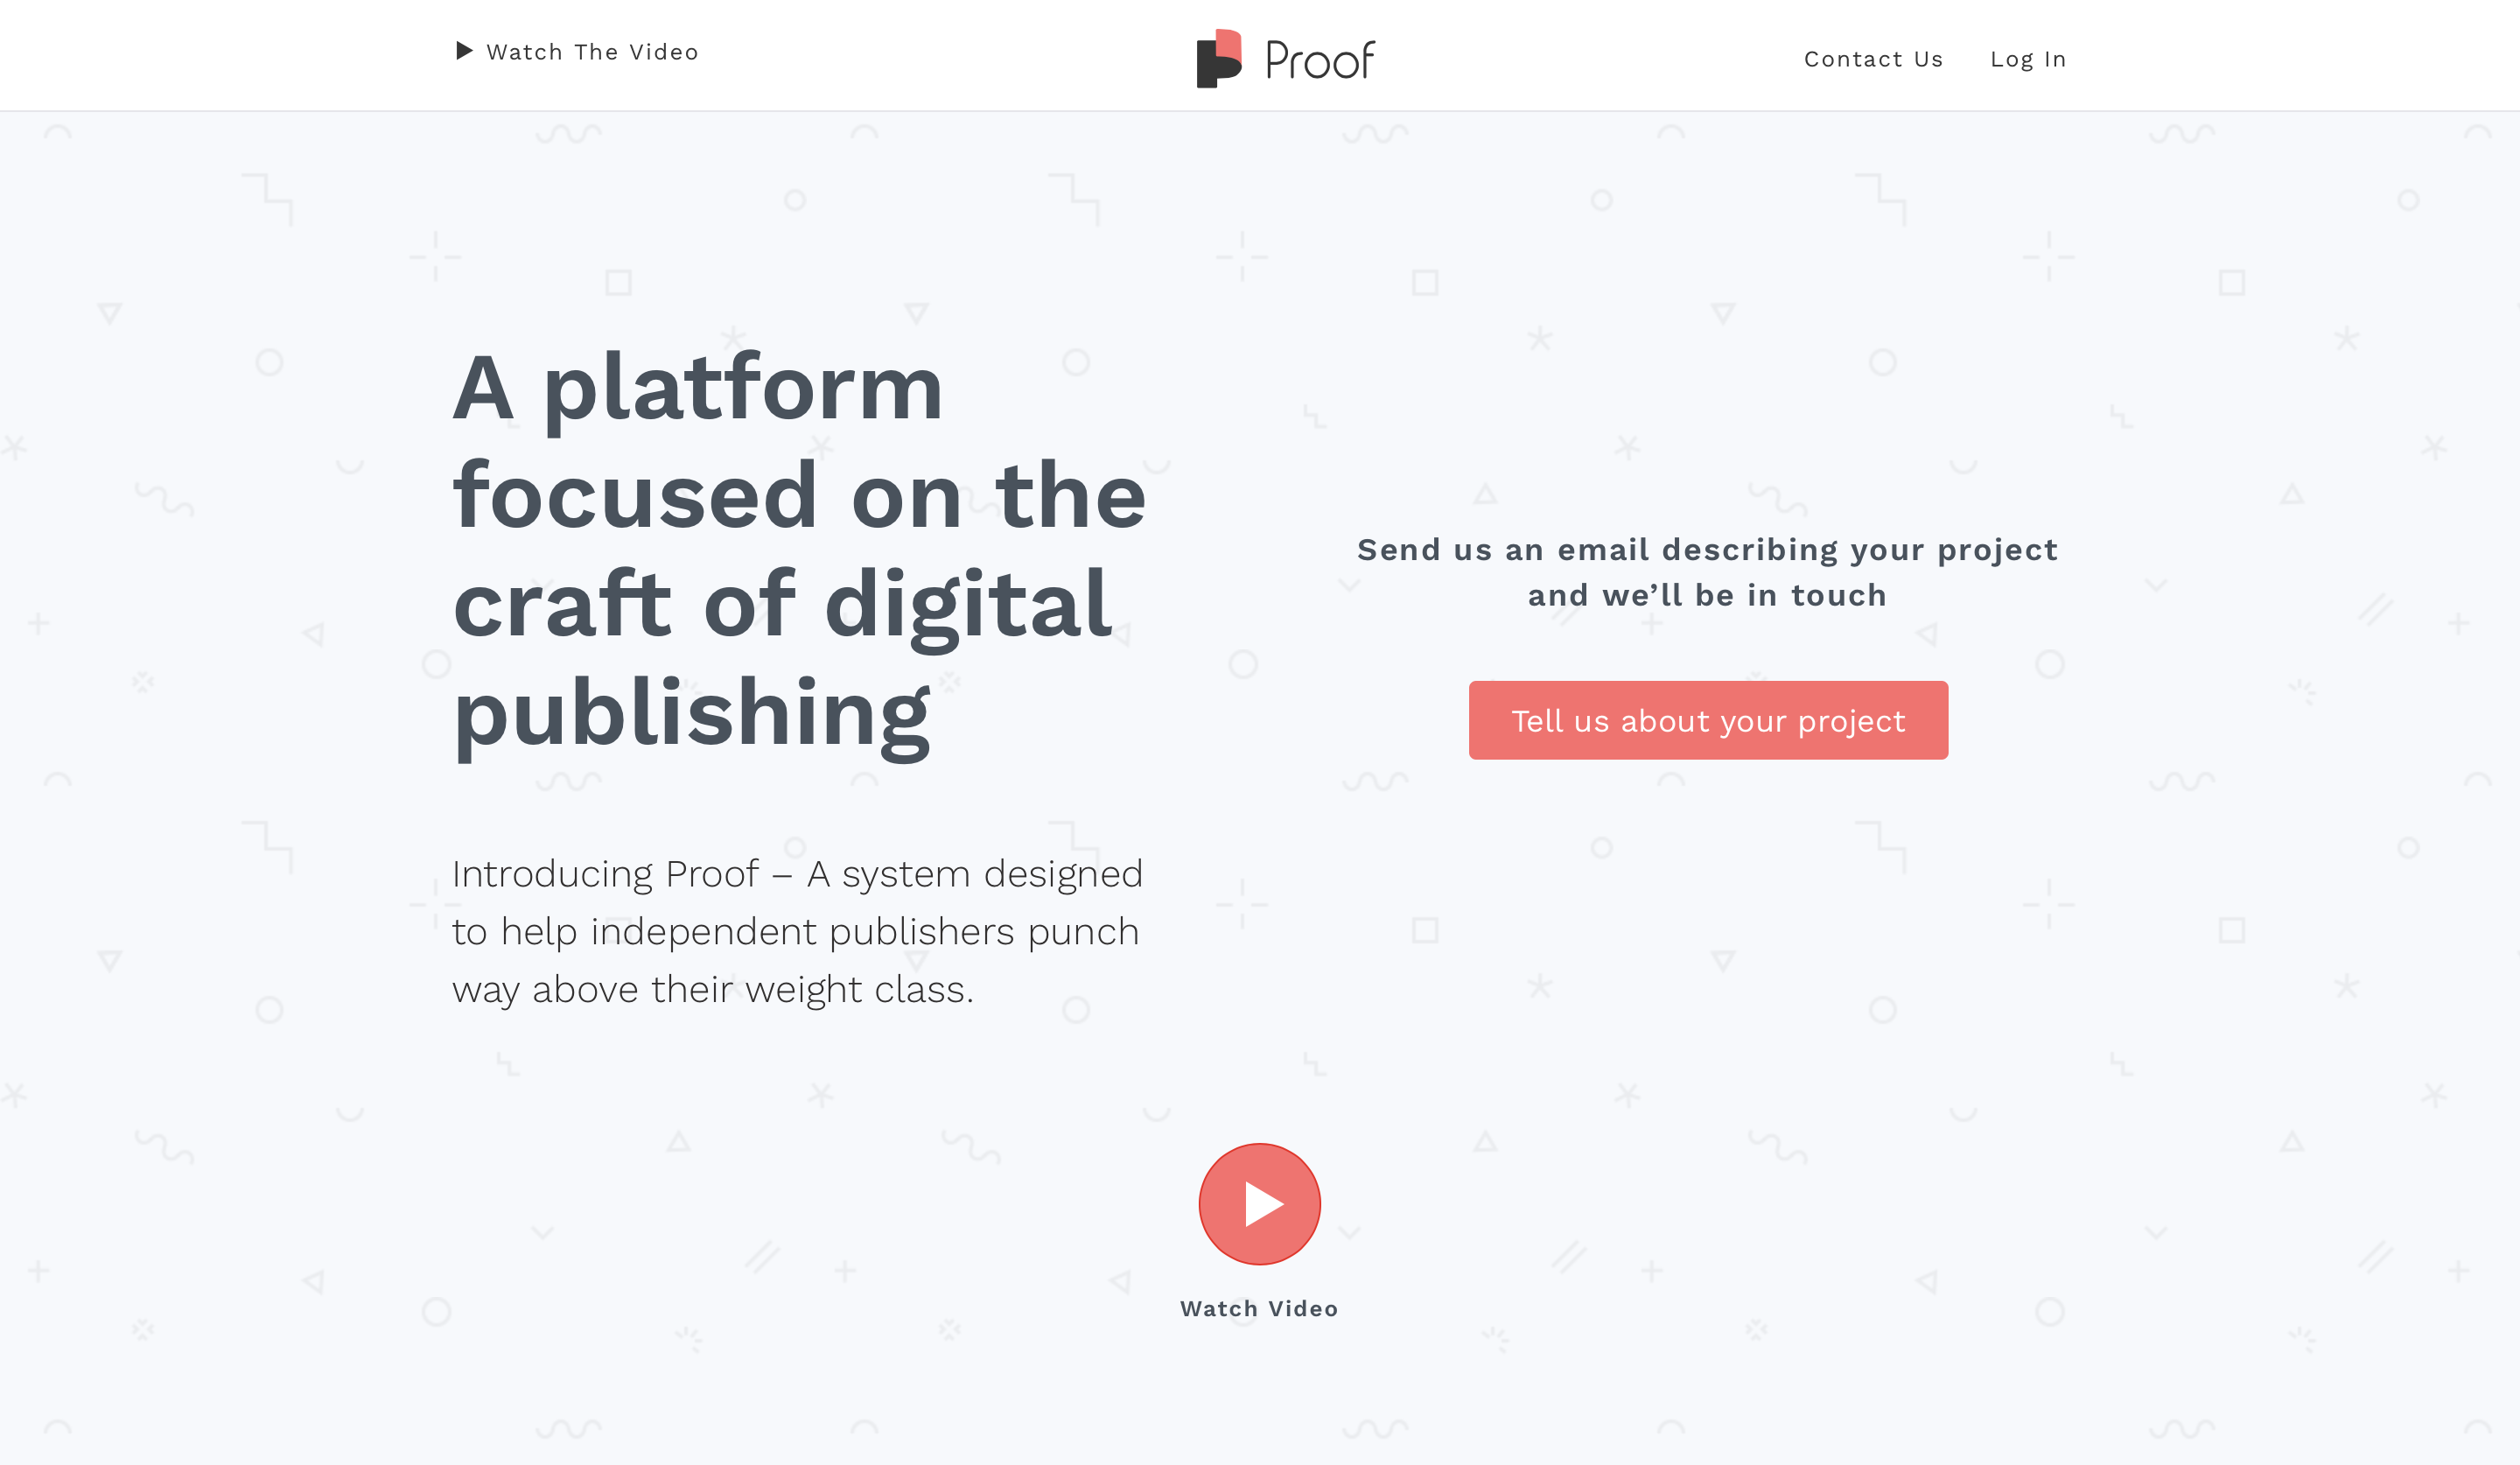 Watch The Video
Proof
Contact Us
Log In
A platform
focused on the
craft of digital
publishing
Introducing Proof – A system designed
to help independent publishers punch
way above their weight class.
Send us an email describing your project
and we’ll be in touch
Tell us about your project
Watch Video